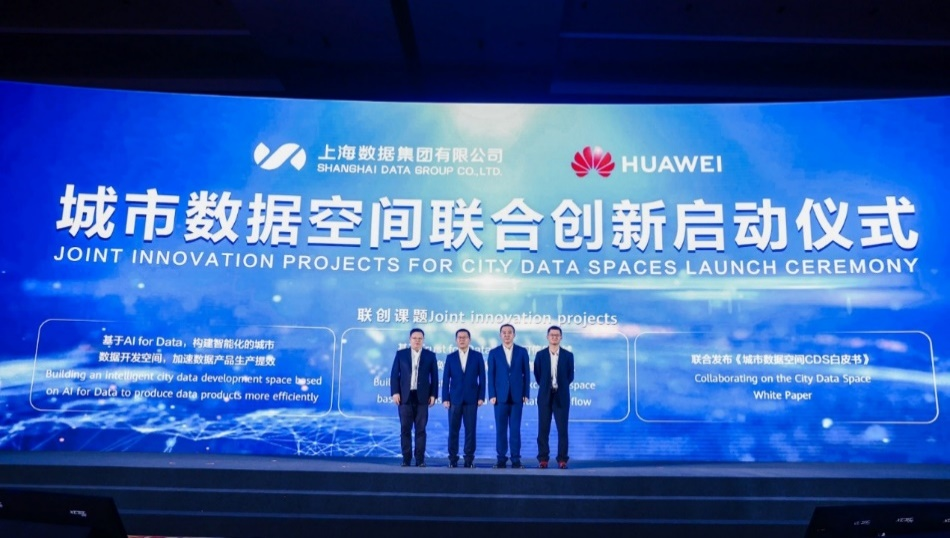 上海数据集团有限公司
SHANGHAI DATA GROUP CO.,LTD.
HUAWEI
城市数据空间联合创新启动仪式
JOINT INNOVATION PROJECTS FOR CITY DATA SPACES LAUNCH CEREMONY
联创课题Joint innovation projects
基于AI for Data，构建智能化的城市
数据开发空间，加速数据产品生产提效
Building an intelligent city data development space based
on AI for Data to produce data products more efficiently
space
flow
联合发布《城市数据空间CDS白皮书》
Collaborating on the City Data Space
White Paper